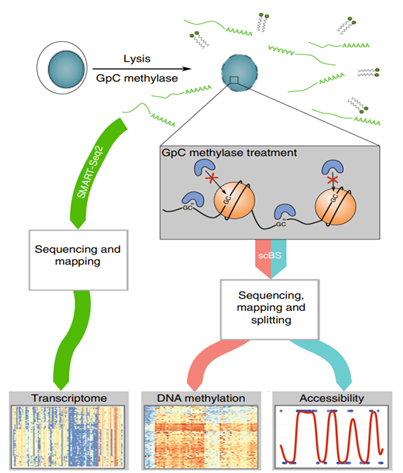 Lysis
GpC methylase
SMART-Seq2
GpC methylase treatment
GC
GC
GC
GC
scBS
Sequencing and
mapping
Sequencing,
mapping and
splitting
Transcriptome
DNA methylation
Accessibility